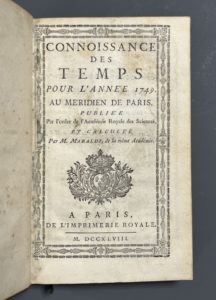 CONNOISSANCE
DES
TEMPS
POUR L'ANNÉE 1749.
AU MERIDIEN DE PARIS.
PUBLIÉE
Par l'ordre de l'Académie Royale des Sciences,
ET CALCULÉE
Par M. MARALDI, de la même Académie.
A PARIS,
DE L'IMPRIMERIE ROYALE.
M. DCCXLVIII.